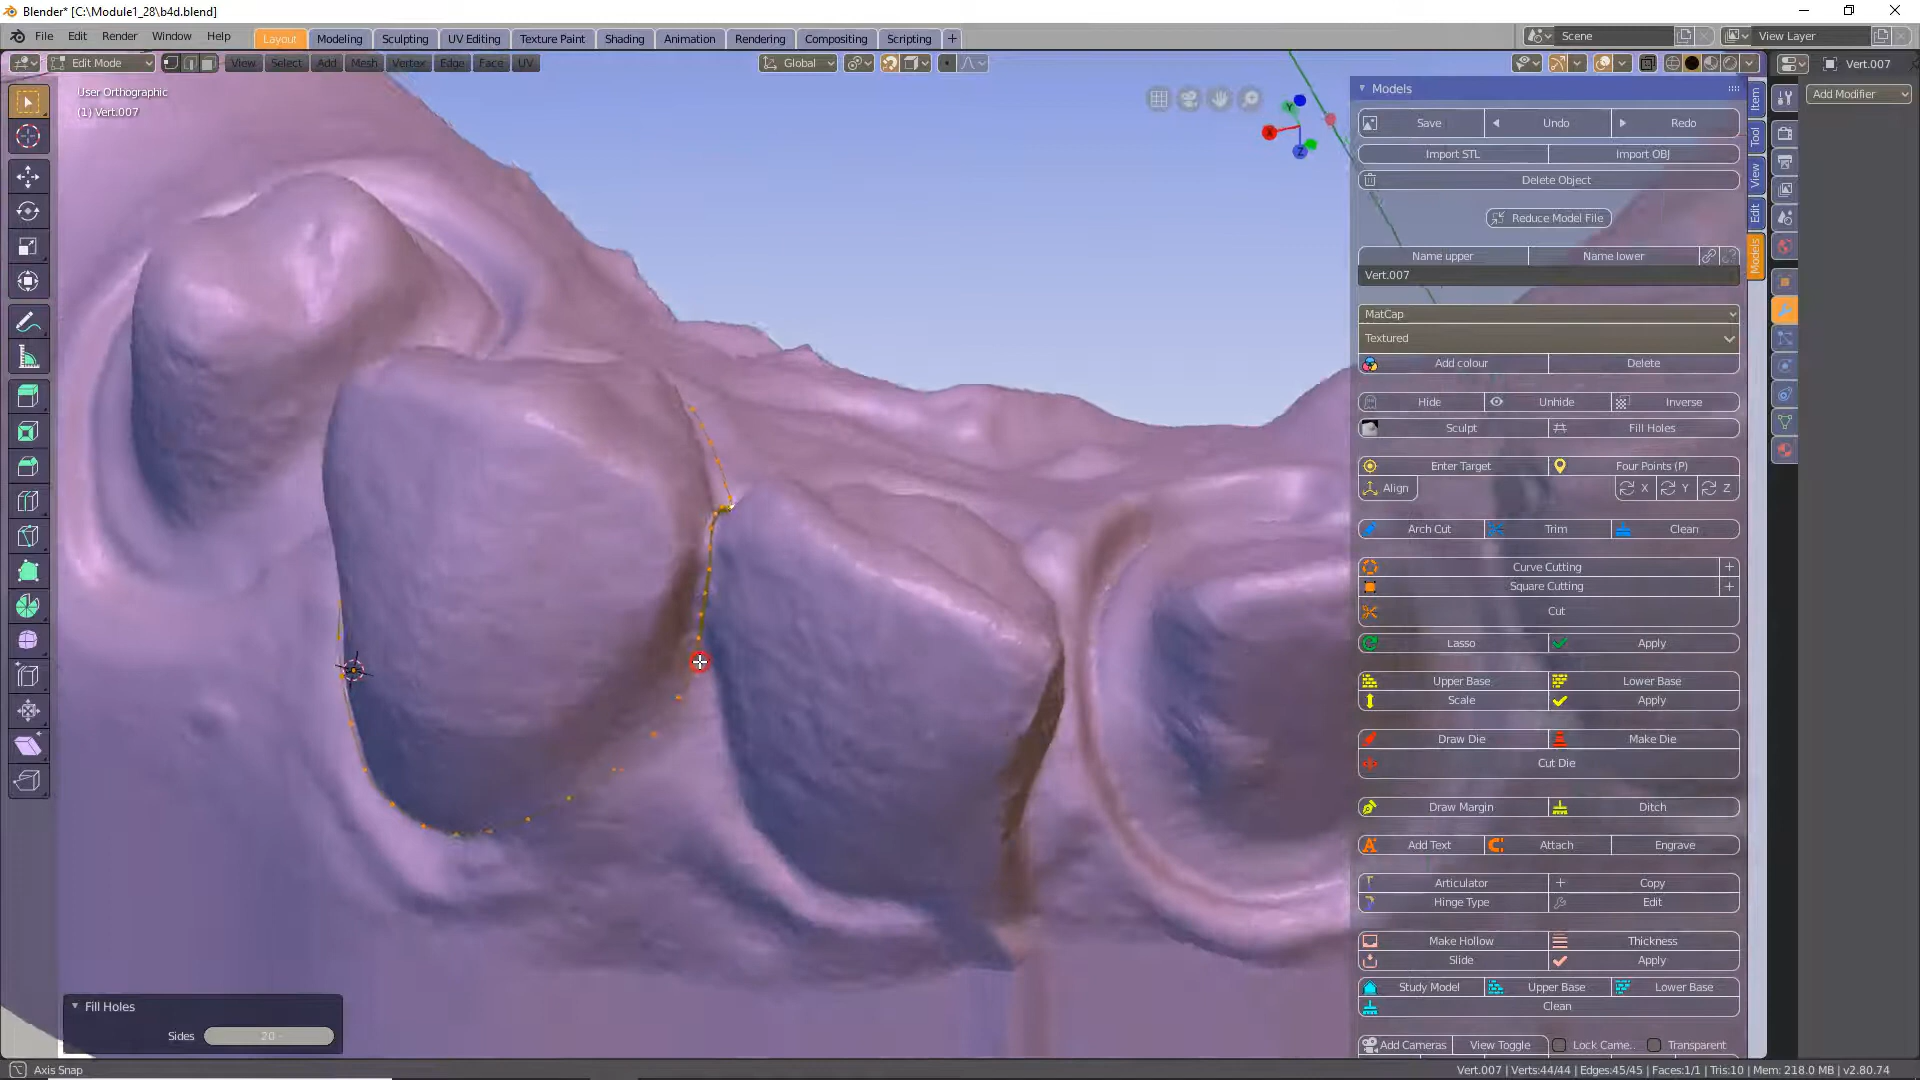 Blender* [C:\Module1_28\b4d.blend]
File Edit Render Window Help Layout Modeling Sculpting UV Editing Texture Paint Shading Animation Rendering Compositing Scripting + Scene View Layer
Edit Mode View Select Add Mesh Vertex Edge Face UV Global Vert.007
User Orthographic
(1) Vert.007
Add Modifier
Models
Save Undo Redo
Import STL Import OBJ
Delete Object
Reduce Model File
Name upper Name lower
Vert.007
MatCap
Textured
Add colour Delete
Hide Unhide Inverse
Sculpt Fill Holes
Enter Target Four Points (P)
Align X Y Z
Arch Cut Trim Clean
Curve Cutting +
Square Cutting +
Cut
Lasso Apply
Upper Base Lower Base
Scale Apply
Draw Die Make Die
Cut Die
Draw Margin Ditch
Add Text Attach Engrave
Articulator Copy
Hinge Type Edit
Make Hollow Thickness
Slide Apply
Study Model Upper Base Lower Base
Clean
Add Cameras View Toggle Lock Came.. Transparent
Item
Tool
View
Edit
Models
X Y Z
Fill Holes
Sides 20
Axis Snap
Vert.007 | Verts:44/44 | Edges:45/45 | Faces:1/1 | Tris:10 | Mem: 218.0 MB | v2.80.74